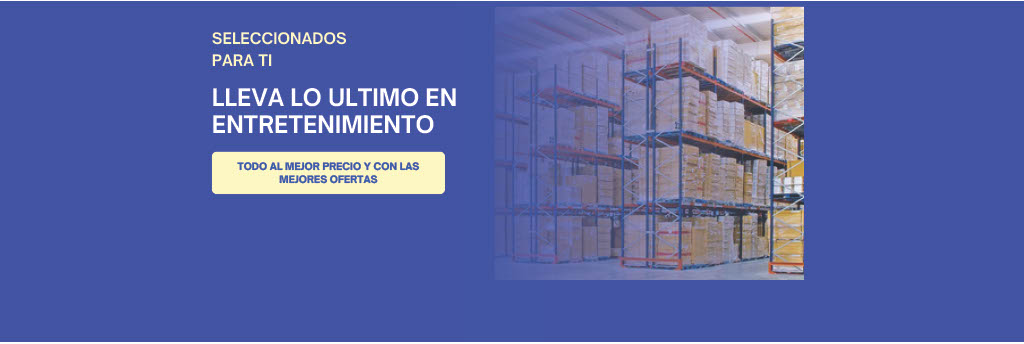 SELECCIONADOS
PARA TI
LLEVA LO ULTIMO EN
ENTRETENIMIENTO
TODO AL MEJOR PRECIO Y CON LAS
MEJORES OFERTAS